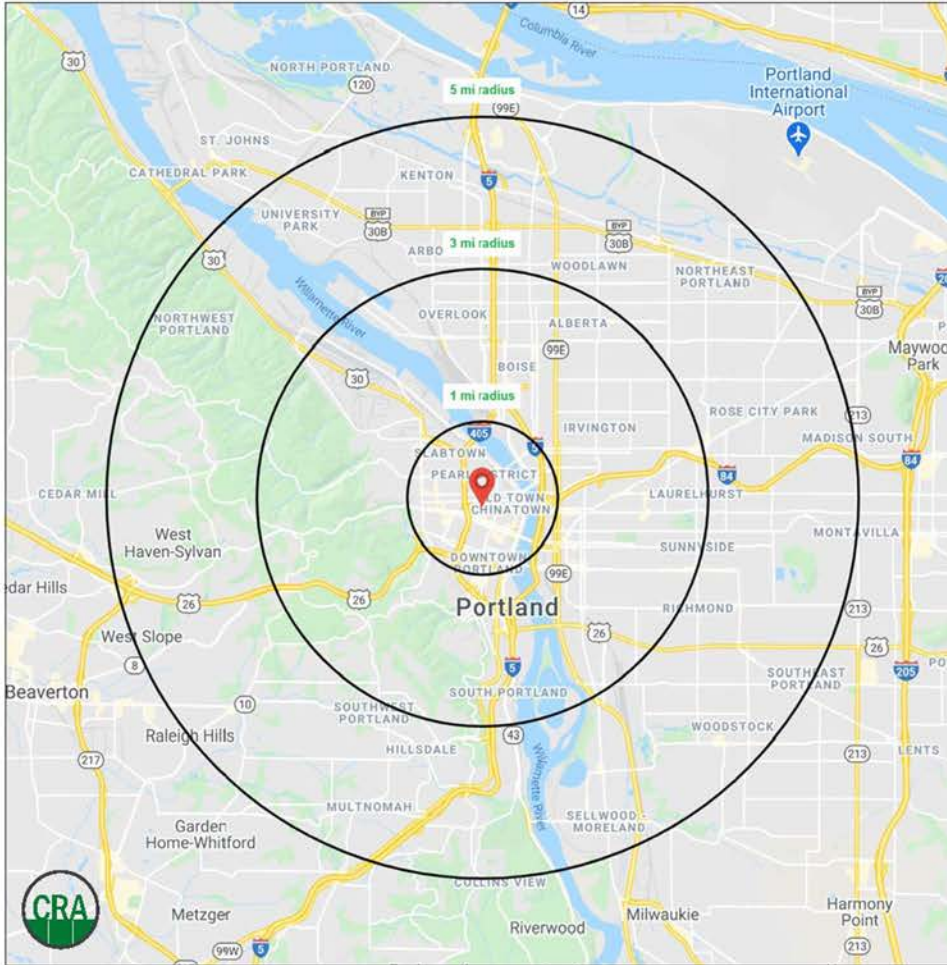 14
Columbia River
30
NORTH PORTLAND
120
Portland
International
Airport
5 mi radius
99E
ST. JOHNS
CATHEDRAL PARK
KENTON
5
UNIVERSITY
PARK
BYP
30B
BYP
30B
3 mi radius
ARBO
30
WOODLAWN
NORTHEAST
PORTLAND
BYP
30B
Willamette River
NORTHWEST
PORTLAND
OVERLOOK
ALBERTA
99E
Maywoo
Park
BOISE
30
1 mi radius
ROSE CITY PARK
213
405
IRVINGTON
5
MADISON SOUTH
SLABTOWN
84
PEARL DISTRICT
84
CEDAR MILL
OLD TOWN
CHINATOWN
LAURELHURST
West
Haven-Sylvan
MONTAVILLA
SUNNYSIDE
DOWNTOWN
PORTLAND
99E
edar Hills
26
26
Portland
RICHMOND
213
West Slope
26
26
8
5
205
SOUTHEAST
PORTLAND
Beaverton
SOUTH PORTLAND
10
SOUTHWEST
PORTLAND
Raleigh Hills
43
WOODSTOCK
HILLSDALE
217
213
LENTS
Willamette River
MULTNOMAH
SELLWOOD -
MORELAND
Garden
Home-Whitford
COLLINS VIEW
CRA
Metzger
Riverwood
Milwaukie
Harmony
Point
99W
5
213